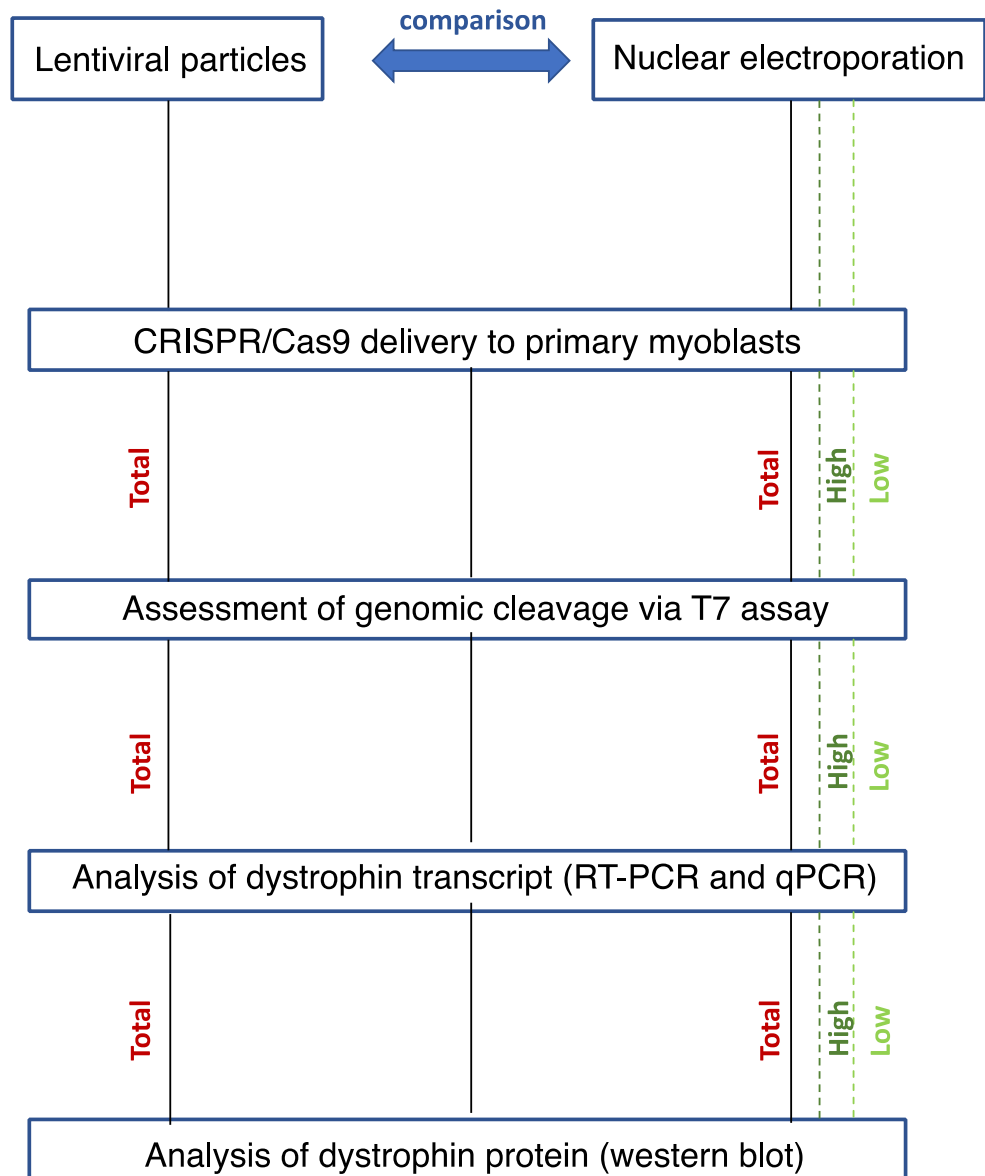 comparison
Lentiviral particles
Nuclear electroporation
CRISPR/Cas9 delivery to primary myoblasts
Total
Total
High
Low
Assessment of genomic cleavage via T7 assay
Total
Total
High
Low
Analysis of dystrophin transcript (RT-PCR and qPCR)
Total
Total
High
Low
Analysis of dystrophin protein (western blot)